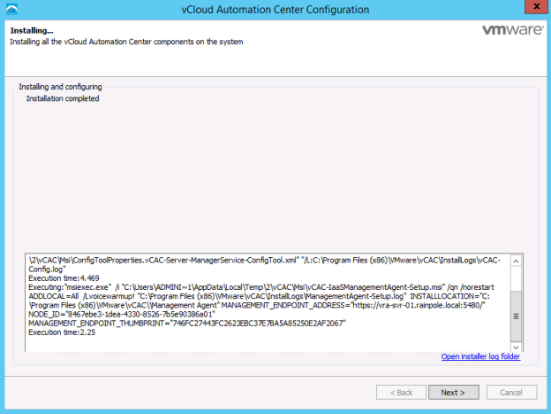 vCloud Automation Center Configuration
x
Installing...
Installing all the vCloud Automation Center components on the system
vmware
Installing and configuring
Installation completed
\2\vCAC\Msi\ConfigToolProperties.vCAC-Server-ManagerService-ConfigTool.xml" "/L:C:\Program Files (x86)\VMware\vCAC\InstallLogs\vCAC-
Config.log"
Execution time:4.469
Executing:"msiexec.exe" /i "C:\Users\ADMINI~1\AppData\Local\Temp\2\vCAC\Msi\vCAC-IaaSManagementAgent-Setup.msi" /qn /norestart
ADDLOCAL=All /Lvoicewarmup! "C:\Program Files (x86)\VMware\vCAC\InstallLogs\ManagementAgent-Setup.log" INSTALLLOCATION="C:
\Program Files (x86)\VMware\vCAC\\Management Agent" MANAGEMENT_ENDPOINT_ADDRESS="https://vra-svr-01.rainpole.local:5480/"
NODE_ID="8467ebe3-1dea-4330-8526-7b5e90386a01"
MANAGEMENT_ENDPOINT_THUMBPRINT="746FC27443FC2623EBC37E7BA5A85250E2AF2067"
Execution time:2.25
Open installer log folder
< Back
Next >
Cancel